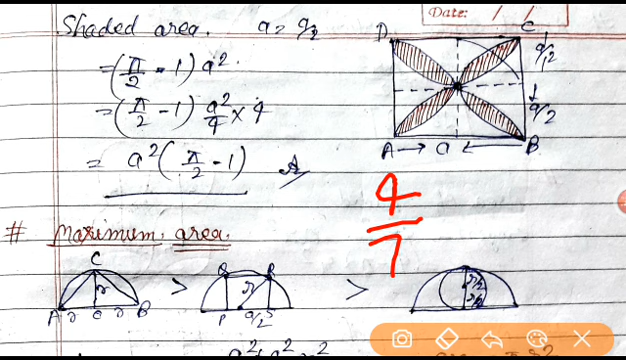 Date: / /
Shaded area. a = a/2
= (π/2 - 1) a².
= (π/2 - 1) a²/4 × 4
= a² (π/2 - 1) A
D C
a/2
a/2
A → a ← B
4/7
# Maximum area.
C
A r o r B
r
>
Q R
r
P a/2 S
>
r/2
r/2